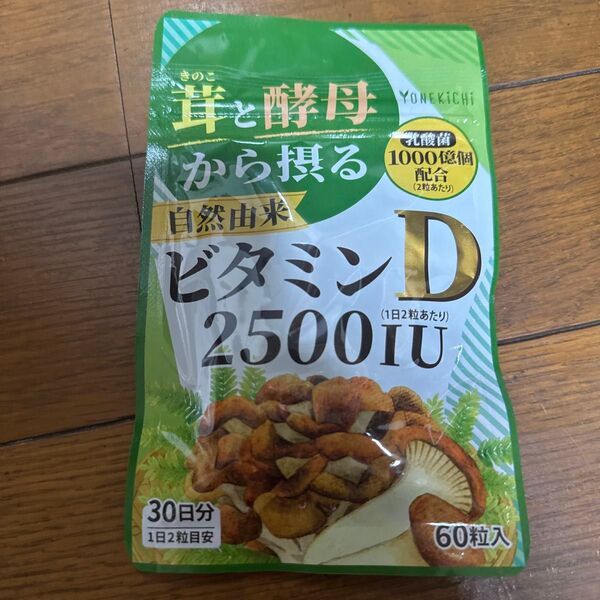 きのこ
茸と酵母
から摂る
YONEKiCHi
乳酸菌
1000億個
配合
(2粒あたり)
自然由来
ビタミンD
(1日2粒あたり)
2500IU
30日分
1日2粒目安
60粒入